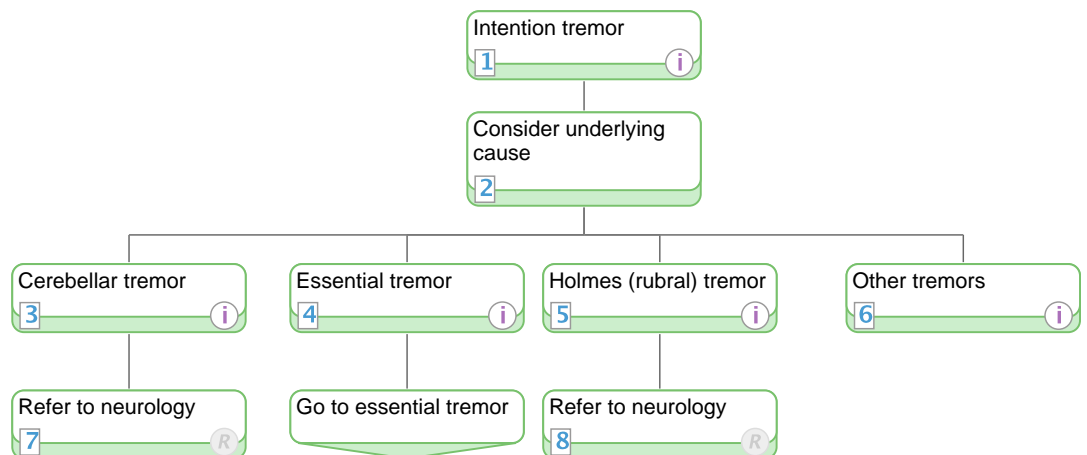 Intention tremor
1 i
Consider underlying
cause
2
Cerebellar tremor
3 i
Essential tremor
4 i
Holmes (rubral) tremor
5 i
Other tremors
6 i
Refer to neurology
7 R
Go to essential tremor
Refer to neurology
8 R